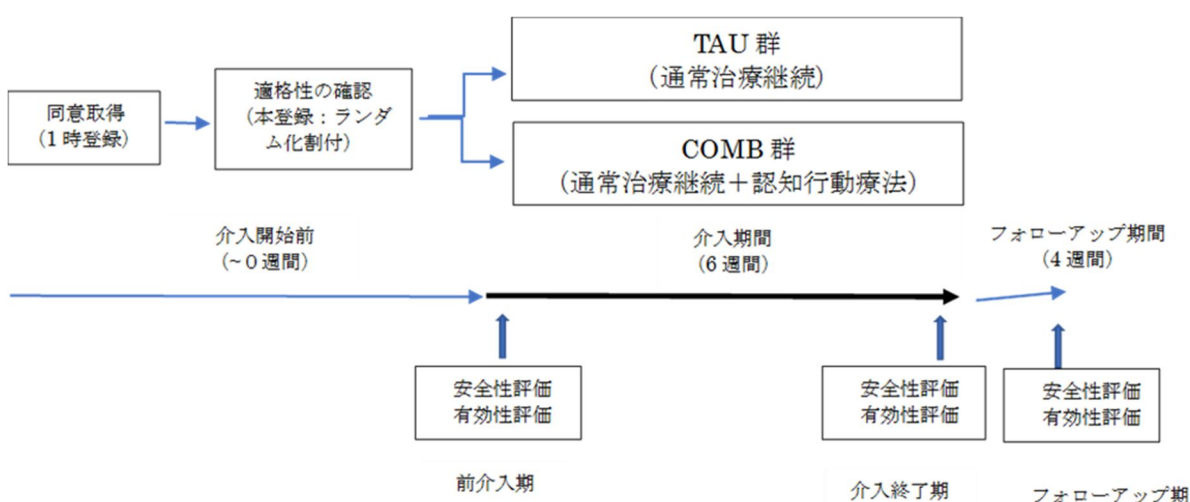 TAU 群
（通常治療継続）
同意取得
（1時登録）
適格性の確認
（本登録：ランダ
ム化割付）
COMB 群
（通常治療継続＋認知行動療法）
介入開始前
（~０週間）
介入期間
（6 週間）
フォローアップ期間
（4 週間）
安全性評価
有効性評価
安全性評価
有効性評価
安全性評価
有効性評価
前介入期
介入終了期
フォローアップ期